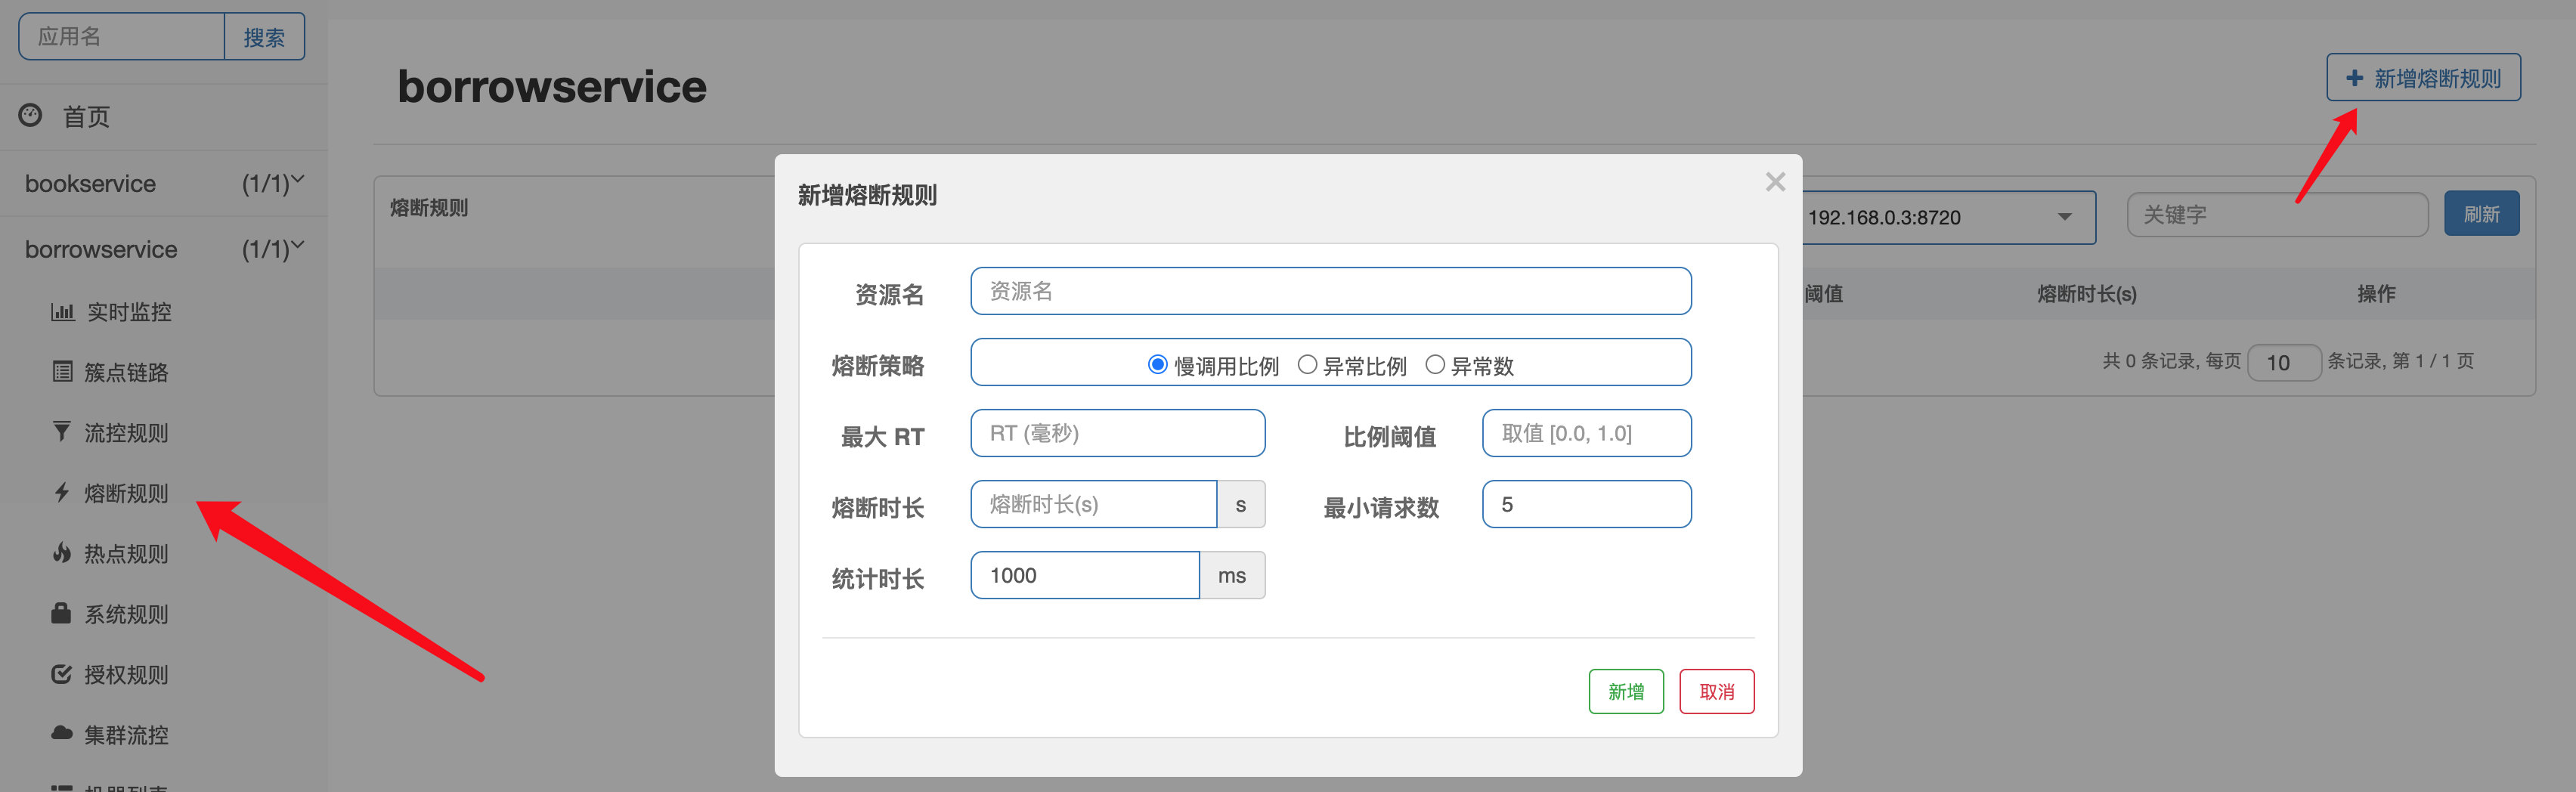 应用名
搜索
首页
bookservice (1/1)
borrowservice (1/1)
实时监控
簇点链路
流控规则
熔断规则
热点规则
系统规则
授权规则
集群流控
机器列表
borrowservice
新增熔断规则
熔断规则
192.168.0.3:8720
关键字
刷新
阈值 熔断时长(s) 操作
共 0 条记录, 每页 10 条记录, 第 1 / 1 页
新增熔断规则
×
资源名 资源名
熔断策略 慢调用比例 异常比例 异常数
最大 RT RT (毫秒) 比例阈值 取值 [0.0, 1.0]
熔断时长 熔断时长(s) s 最小请求数 5
统计时长 1000 ms
新增 取消